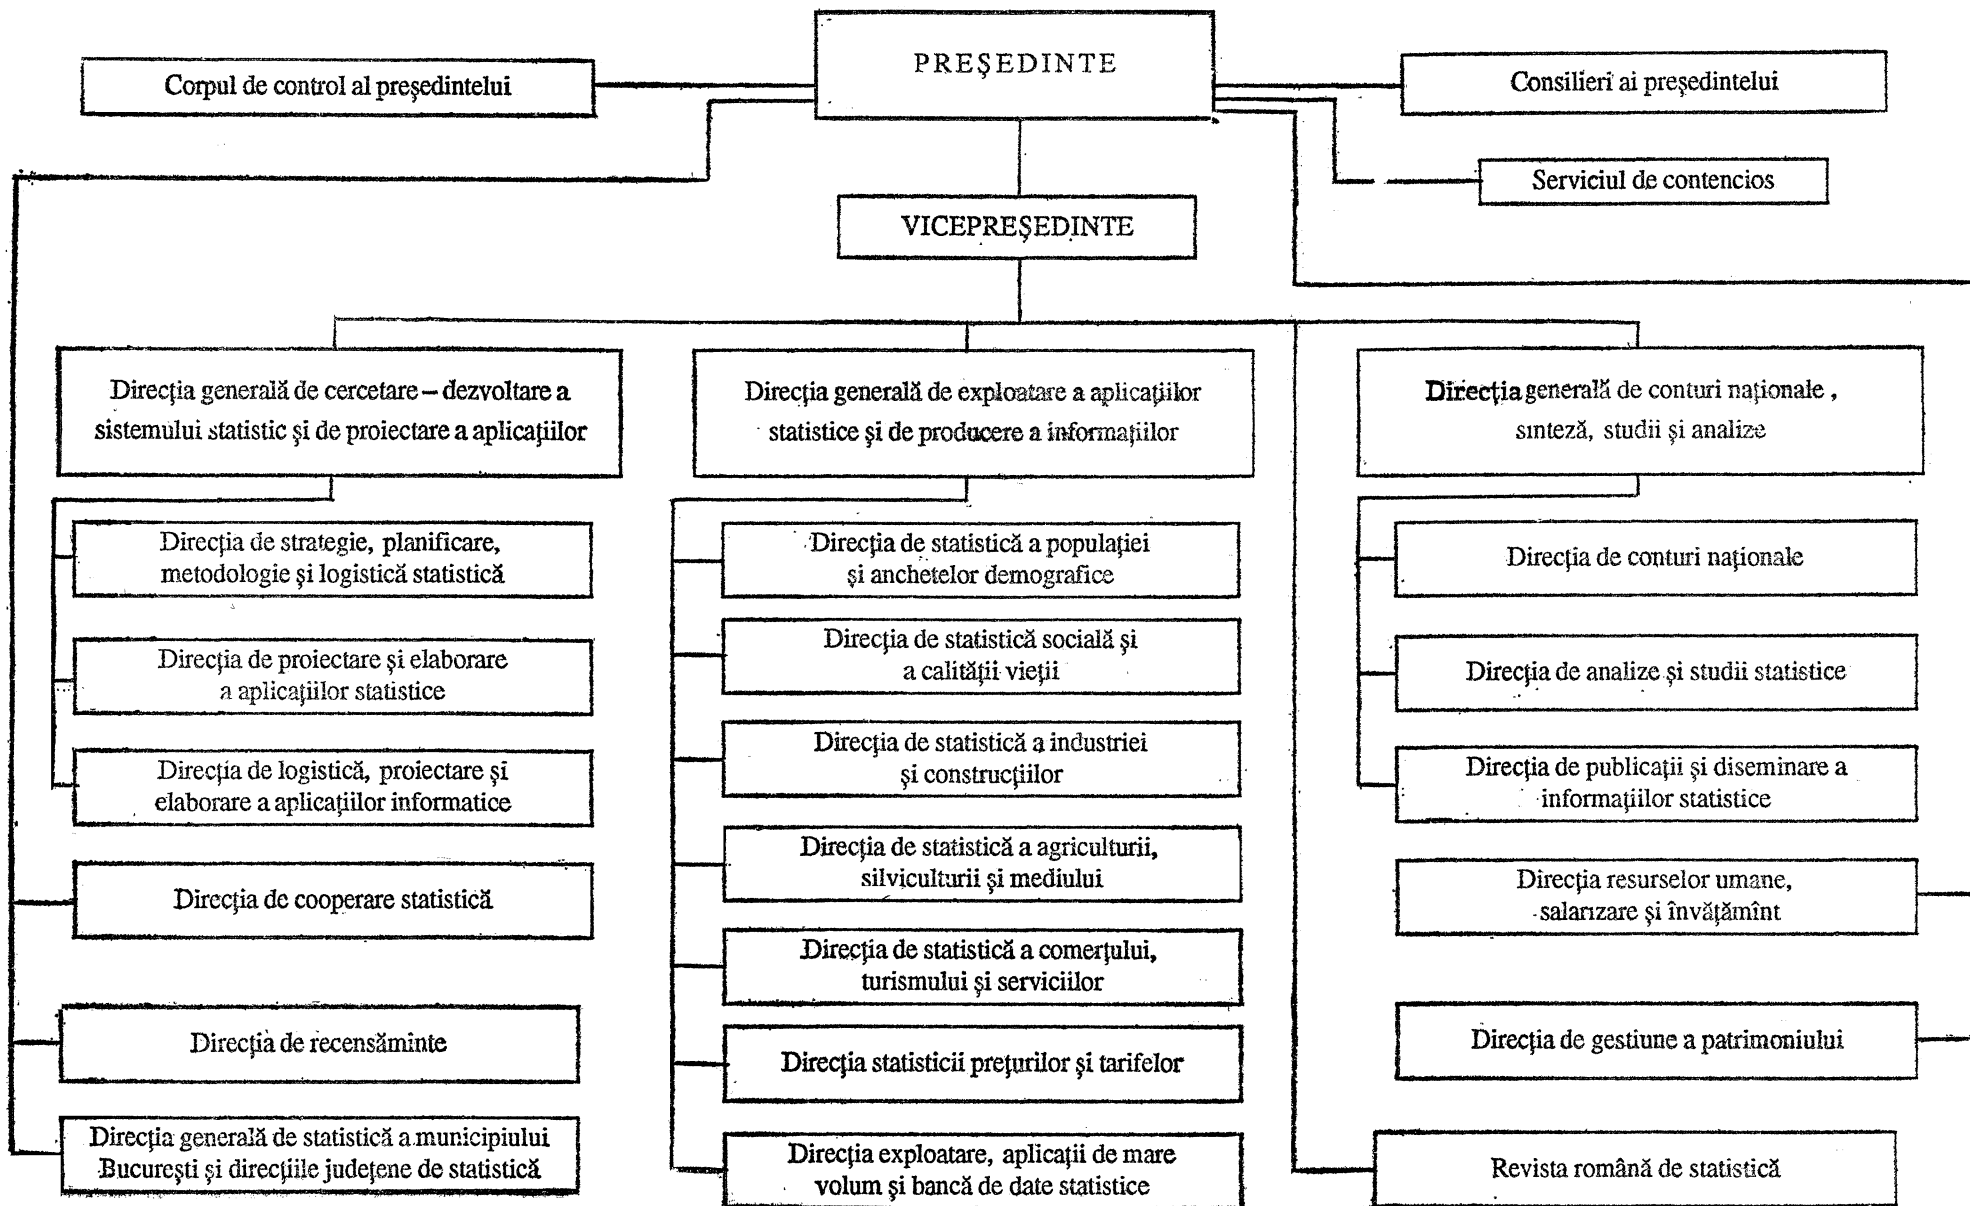 PREŞEDINTE
Corpul de control al preşedintelui
Consilieri ai preşedintelui
Serviciul de contencios
VICEPREŞEDINTE
Direcţia generală de cercetare – dezvoltare a
sistemului statistic şi de proiectare a aplicaţiilor
Direcţia de strategie, planificare,
metodologie şi logistică statistică
Direcţia de proiectare şi elaborare
a aplicaţiilor statistice
Direcţia de logistică, proiectare şi
elaborare a aplicaţiilor informatice
Direcţia de cooperare statistică
Direcţia de recensăminte
Direcţia generală de statistică a municipiului
Bucureşti şi direcţiile judeţene de statistică
Direcţia generală de exploatare a aplicaţiilor
statistice şi de producere a informaţiilor
Direcţia de statistică a populaţiei
şi anchetelor demografice
Direcţia de statistică socială şi
a calităţii vieţii
Direcţia de statistică a industriei
şi construcţiilor
Direcţia de statistică a agriculturii,
silviculturii şi mediului
Direcţia de statistică a comerţului,
turismului şi serviciilor
Direcţia statisticii preţurilor şi tarifelor
Direcţia exploatare, aplicaţii de mare
volum şi bancă de date statistice
Direcţia generală de conturi naţionale ,
sinteză, studii şi analize
Direcţia de conturi naţionale
Direcţia de analize şi studii statistice
Direcţia de publicaţii şi diseminare a
informaţiilor statistice
Direcţia resurselor umane,
salarizare şi învăţămînt
Direcţia de gestiune a patrimoniului
Revista română de statistică